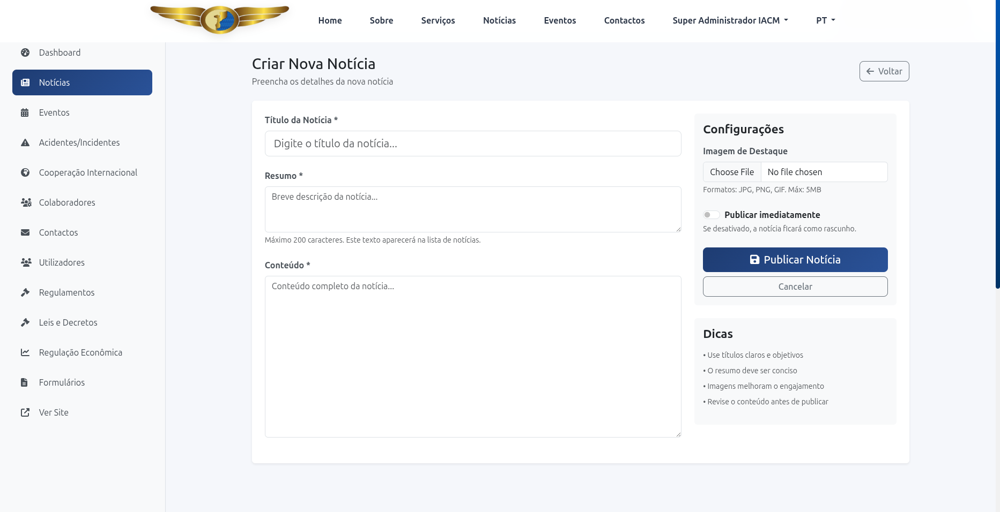 Home
Sobre
Serviços
Notícias
Eventos
Contactos
Super Administrador IACM
PT
Dashboard
Notícias
Eventos
Acidentes/Incidentes
Cooperação Internacional
Colaboradores
Contactos
Utilizadores
Regulamentos
Leis e Decretos
Regulação Econômica
Formulários
Ver Site
Criar Nova Notícia
Preencha os detalhes da nova notícia
Voltar
Título da Notícia *
Digite o título da notícia...
Resumo *
Breve descrição da notícia...
Máximo 200 caracteres. Este texto aparecerá na lista de notícias.
Conteúdo *
Conteúdo completo da notícia...
Configurações
Imagem de Destaque
Choose File No file chosen
Formatos: JPG, PNG, GIF. Máx: 5MB
Publicar imediatamente
Se desativado, a notícia ficará como rascunho.
Publicar Notícia
Cancelar
Dicas
• Use títulos claros e objetivos
• O resumo deve ser conciso
• Imagens melhoram o engajamento
• Revise o conteúdo antes de publicar